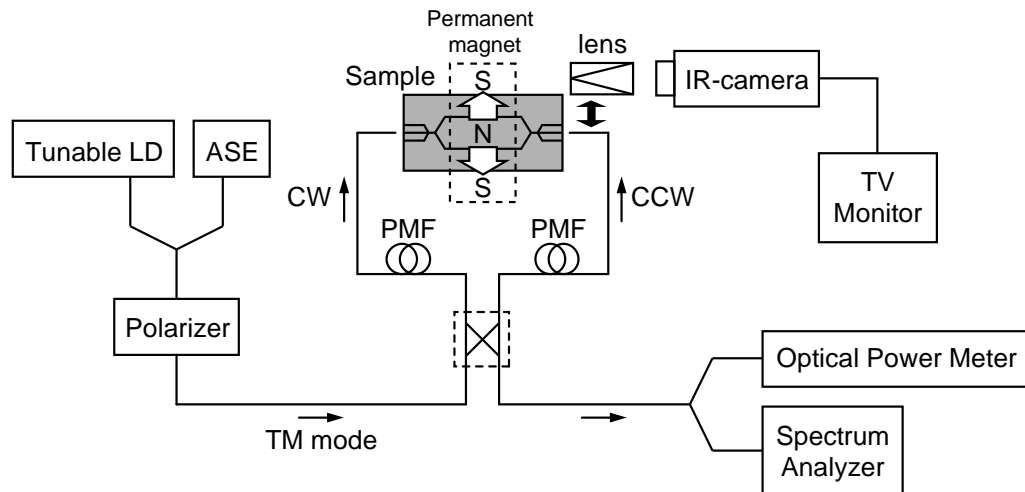 Permanent
magnet
lens
Sample
S
IR-camera
N
Tunable LD
ASE
S
TV
Monitor
CW
CCW
PMF
PMF
Polarizer
Optical Power Meter
TM mode
Spectrum
Analyzer